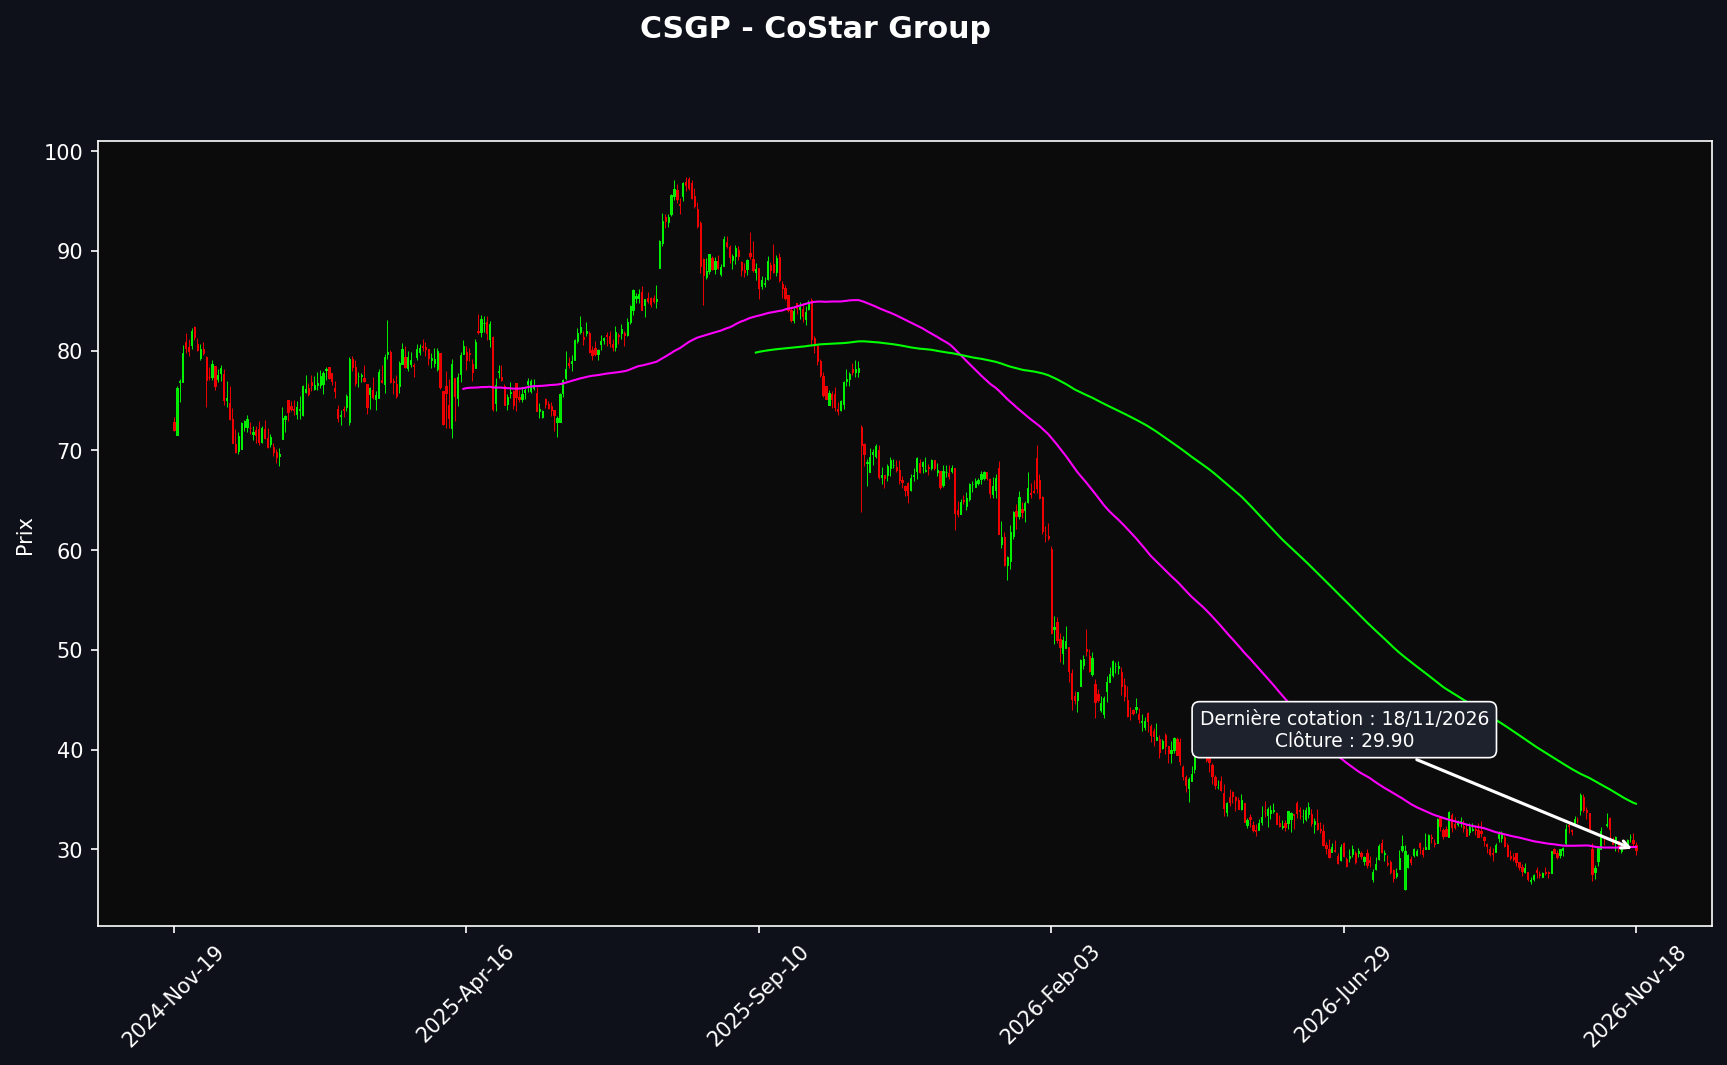 CSGP - CoStar Group
Prix
100
90
80
70
60
50
40
30
Dernière cotation : 18/11/2026
Clôture : 29.90
2024-Nov-19
2025-Apr-16
2025-Sep-10
2026-Feb-03
2026-Jun-29
2026-Nov-18